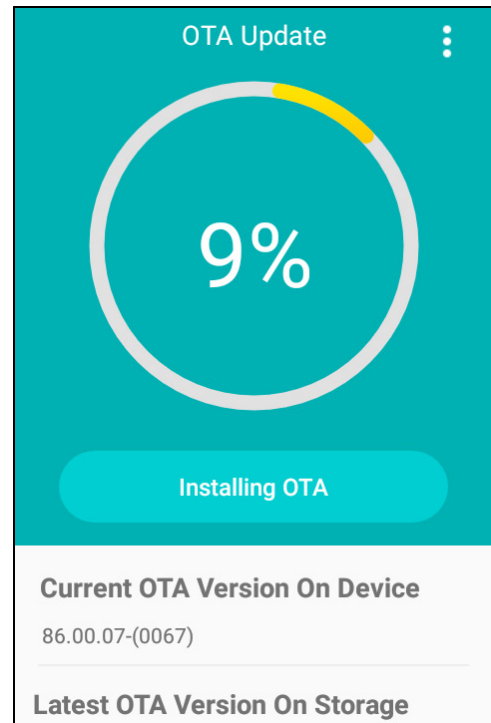 OTA Update
9%
Installing OTA
Current OTA Version On Device
86.00.07-(0067)
Latest OTA Version On Storage